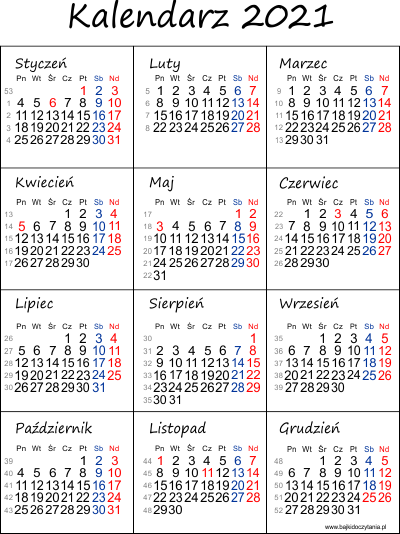 Kalendarz 2021
Styczeń
Pn Wt Śr Cz Pt Sb Nd
53 1 2 3
1 4 5 6 7 8 9 10
2 11 12 13 14 15 16 17
3 18 19 20 21 22 23 24
4 25 26 27 28 29 30 31
Luty
Pn Wt Śr Cz Pt Sb Nd
5 1 2 3 4 5 6 7
6 8 9 10 11 12 13 14
7 15 16 17 18 19 20 21
8 22 23 24 25 26 27 28
Marzec
Pn Wt Śr Cz Pt Sb Nd
9 1 2 3 4 5 6 7
10 8 9 10 11 12 13 14
11 15 16 17 18 19 20 21
12 22 23 24 25 26 27 28
13 29 30 31
Kwiecień
Pn Wt Śr Cz Pt Sb Nd
13 1 2 3 4
14 5 6 7 8 9 10 11
15 12 13 14 15 16 17 18
16 19 20 21 22 23 24 25
17 26 27 28 29 30
Maj
Pn Wt Śr Cz Pt Sb Nd
17 1 2
18 3 4 5 6 7 8 9
19 10 11 12 13 14 15 16
20 17 18 19 20 21 22 23
21 24 25 26 27 28 29 30
22 31
Czerwiec
Pn Wt Śr Cz Pt Sb Nd
22 1 2 3 4 5 6
23 7 8 9 10 11 12 13
24 14 15 16 17 18 19 20
25 21 22 23 24 25 26 27
26 28 29 30
Lipiec
Pn Wt Śr Cz Pt Sb Nd
26 1 2 3 4
27 5 6 7 8 9 10 11
28 12 13 14 15 16 17 18
29 19 20 21 22 23 24 25
30 26 27 28 29 30 31
Sierpień
Pn Wt Śr Cz Pt Sb Nd
30 1
31 2 3 4 5 6 7 8
32 9 10 11 12 13 14 15
33 16 17 18 19 20 21 22
34 23 24 25 26 27 28 29
35 30 31
Wrzesień
Pn Wt Śr Cz Pt Sb Nd
35 1 2 3 4 5
36 6 7 8 9 10 11 12
37 13 14 15 16 17 18 19
38 20 21 22 23 24 25 26
39 27 28 29 30
Październik
Pn Wt Śr Cz Pt Sb Nd
39 1 2 3
40 4 5 6 7 8 9 10
41 11 12 13 14 15 16 17
42 18 19 20 21 22 23 24
43 25 26 27 28 29 30 31
Listopad
Pn Wt Śr Cz Pt Sb Nd
44 1 2 3 4 5 6 7
45 8 9 10 11 12 13 14
46 15 16 17 18 19 20 21
47 22 23 24 25 26 27 28
48 29 30
Grudzień
Pn Wt Śr Cz Pt Sb Nd
48 1 2 3 4 5
49 6 7 8 9 10 11 12
50 13 14 15 16 17 18 19
51 20 21 22 23 24 25 26
52 27 28 29 30 31
www.bajkidoczytania.pl